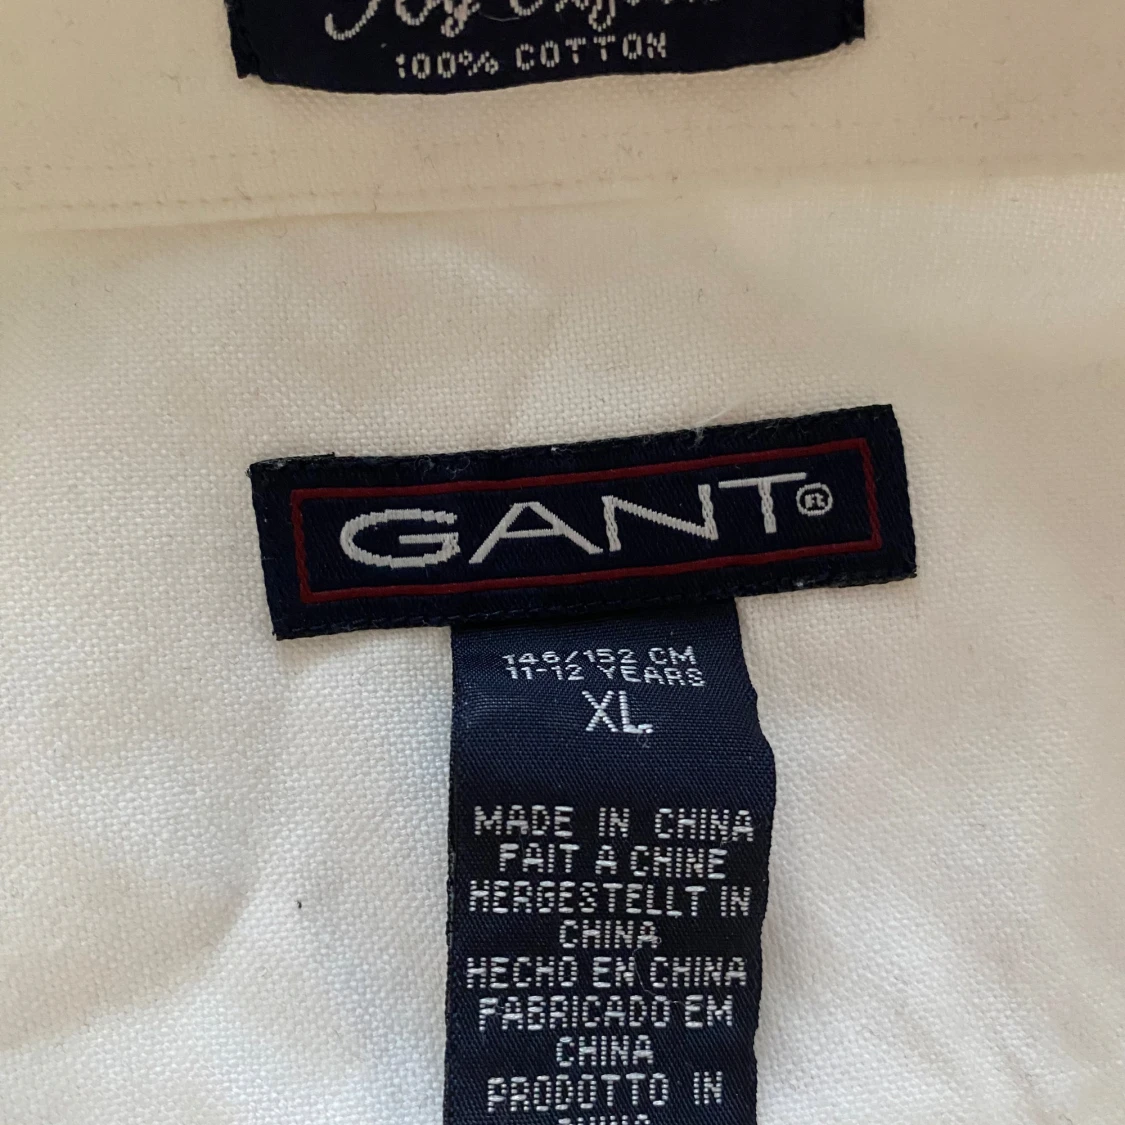 100% COTTON
GANT®
146/152 CM
11-12 YEARS
XL
MADE IN CHINA
FAIT A CHINE
HERGESTELLT IN
CHINA
HECHO EN CHINA
FABRICADO EM
CHINA
PRODOTTO IN
CHINA